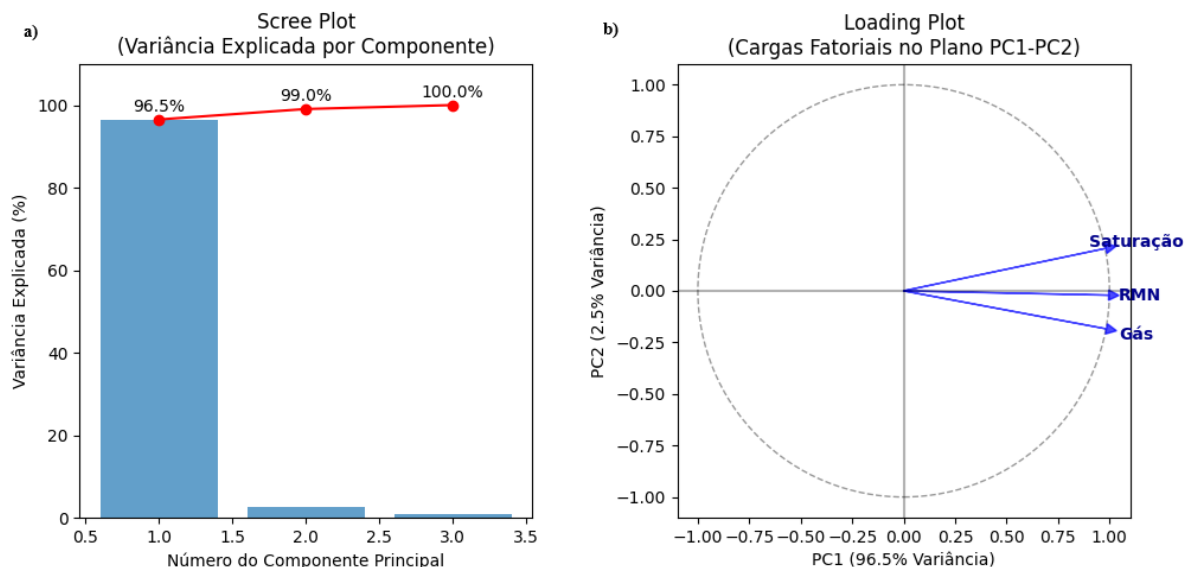 a)
Scree Plot
(Variância Explicada por Componente)
96.5%
99.0%
100.0%
100
80
60
40
20
0
Variância Explicada (%)
0.5 1.0 1.5 2.0 2.5 3.0 3.5
Número do Componente Principal
b)
Loading Plot
(Cargas Fatoriais no Plano PC1-PC2)
1.00
0.75
0.50
0.25
0.00
−0.25
−0.50
−0.75
−1.00
PC2 (2.5% Variância)
Saturação
RMN
Gás
−1.00 −0.75 −0.50 −0.25 0.00 0.25 0.50 0.75 1.00
PC1 (96.5% Variância)